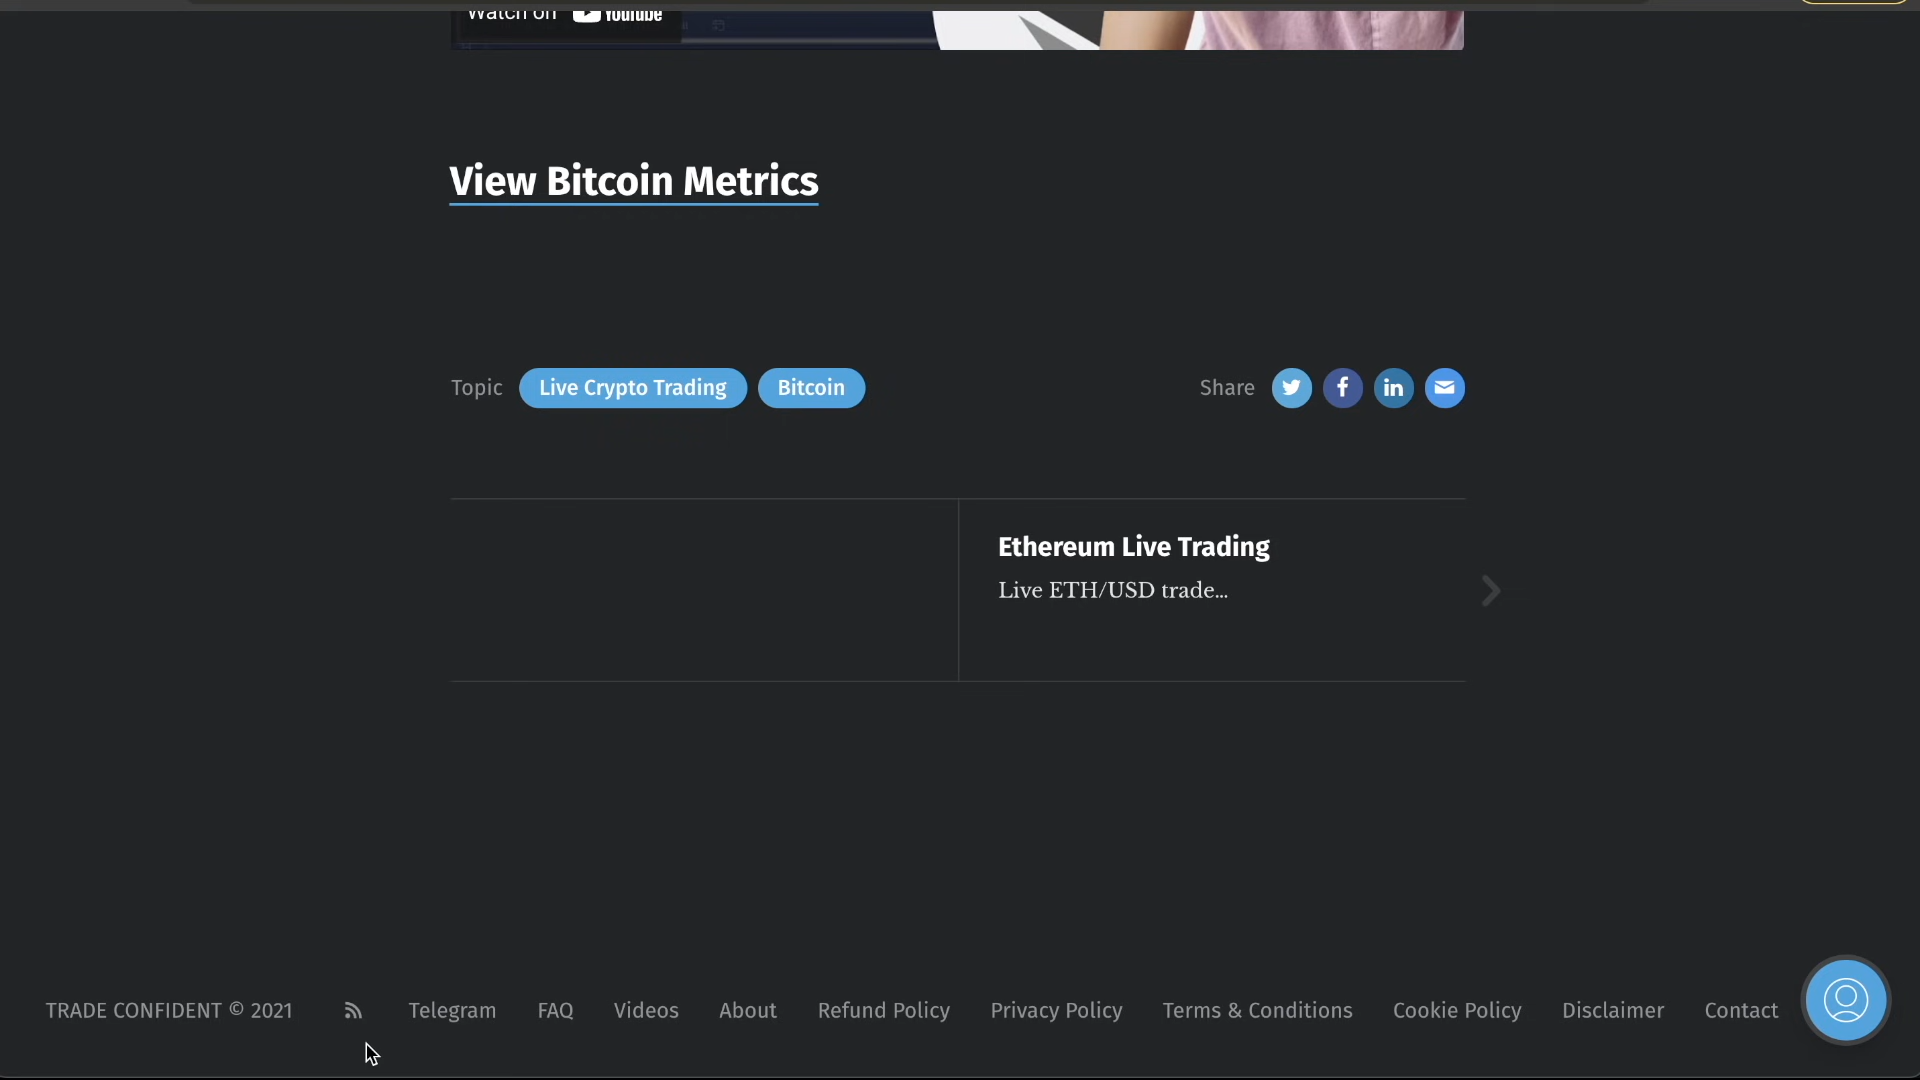 Watch on YouTube
View Bitcoin Metrics
Topic Live Crypto Trading Bitcoin Share
Ethereum Live Trading
Live ETH/USD trade...
TRADE CONFIDENT © 2021 Telegram FAQ Videos About Refund Policy Privacy Policy Terms & Conditions Cookie Policy Disclaimer Contact